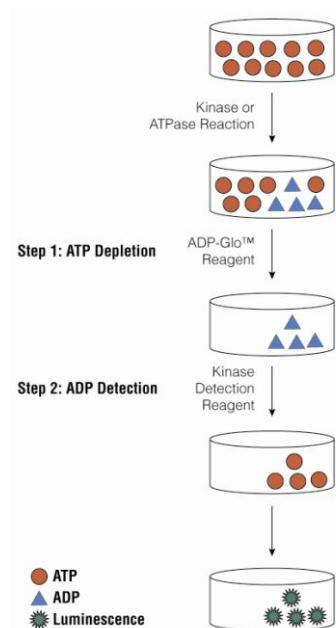 Kinase or
ATPase Reaction
Step 1: ATP Depletion
ADP-Glo™
Reagent
Step 2: ADP Detection
Kinase
Detection
Reagent
ATP
ADP
Luminescence